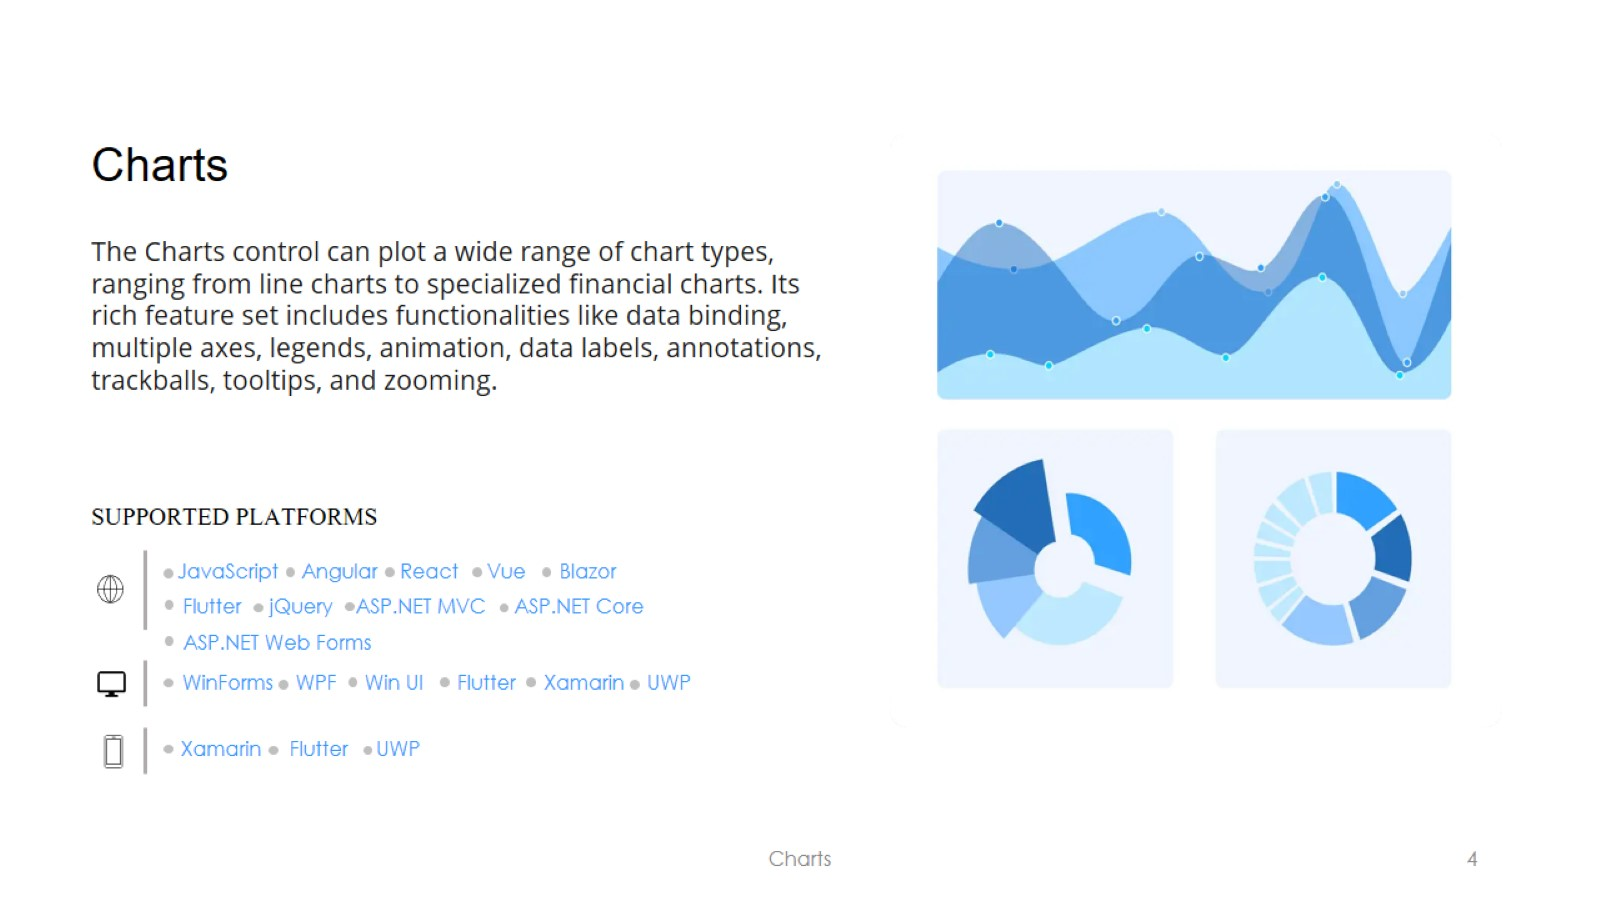 Charts
The Charts control can plot a wide range of chart types,
ranging from line charts to specialized financial charts. Its
rich feature set includes functionalities like data binding,
multiple axes, legends, animation, data labels, annotations,
trackballs, tooltips, and zooming.
SUPPORTED PLATFORMS
• JavaScript • Angular • React • Vue • Blazor
• Flutter • jQuery • ASP.NET MVC • ASP.NET Core
• ASP.NET Web Forms
• WinForms • WPF • Win UI • Flutter • Xamarin • UWP
• Xamarin • Flutter • UWP
Charts
4